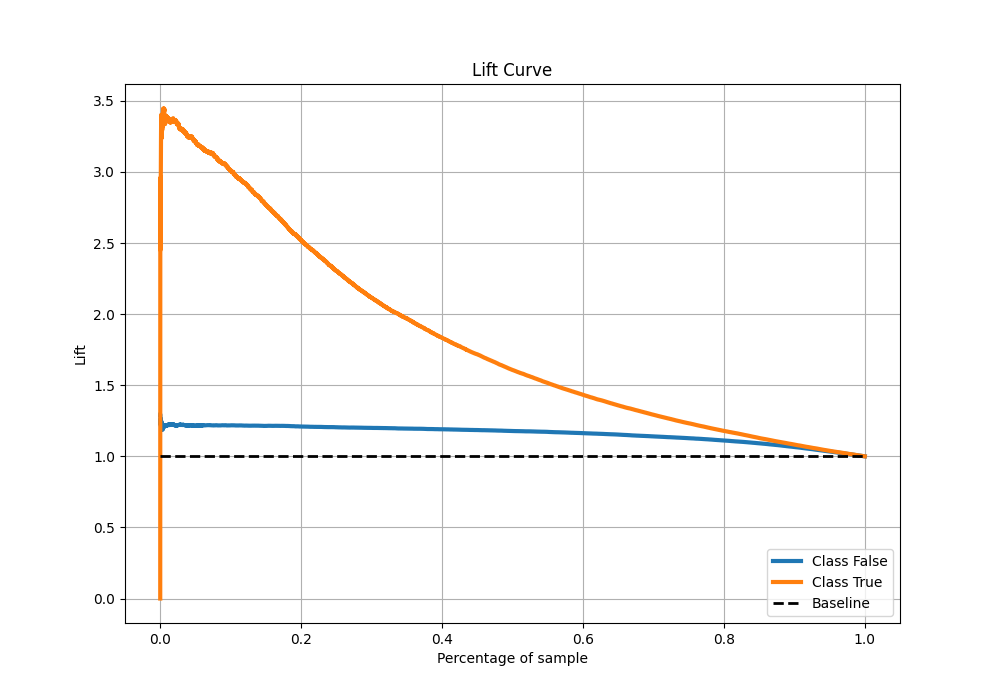 Lift Curve
3.5
3.0
2.5
2.0
1.5
1.0
0.5
0.0
Lift
0.0 0.2 0.4 0.6 0.8 1.0
Percentage of sample
Class False
Class True
Baseline